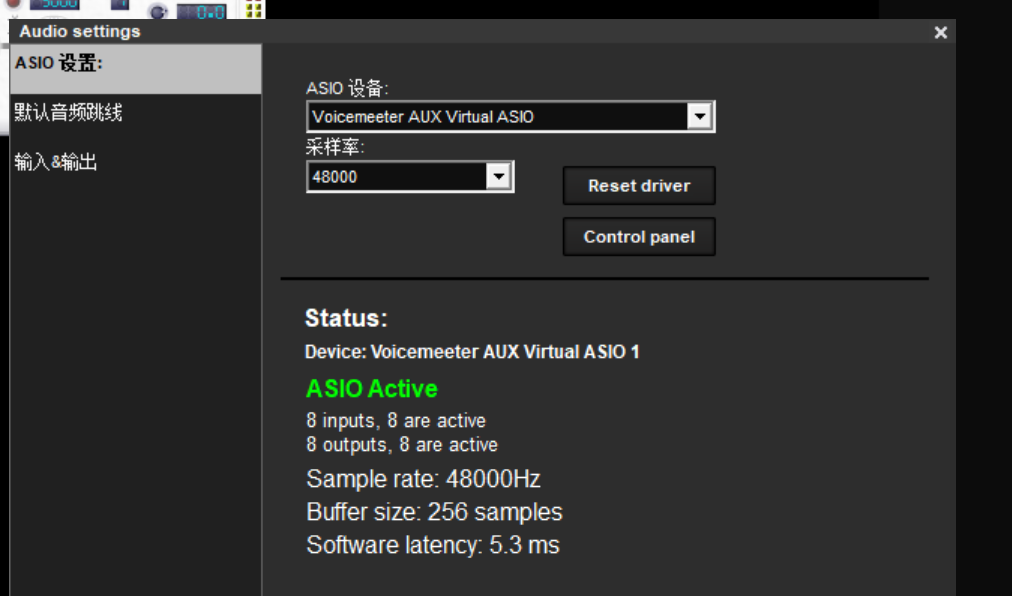 5000
0.0
Audio settings
ASIO 设置:
默认音频跳线
输入&输出
ASIO 设备:
Voicemeeter AUX Virtual ASIO
采样率:
48000
Reset driver
Control panel
Status:
Device: Voicemeeter AUX Virtual ASIO 1
ASIO Active
8 inputs, 8 are active
8 outputs, 8 are active
Sample rate: 48000Hz
Buffer size: 256 samples
Software latency: 5.3 ms